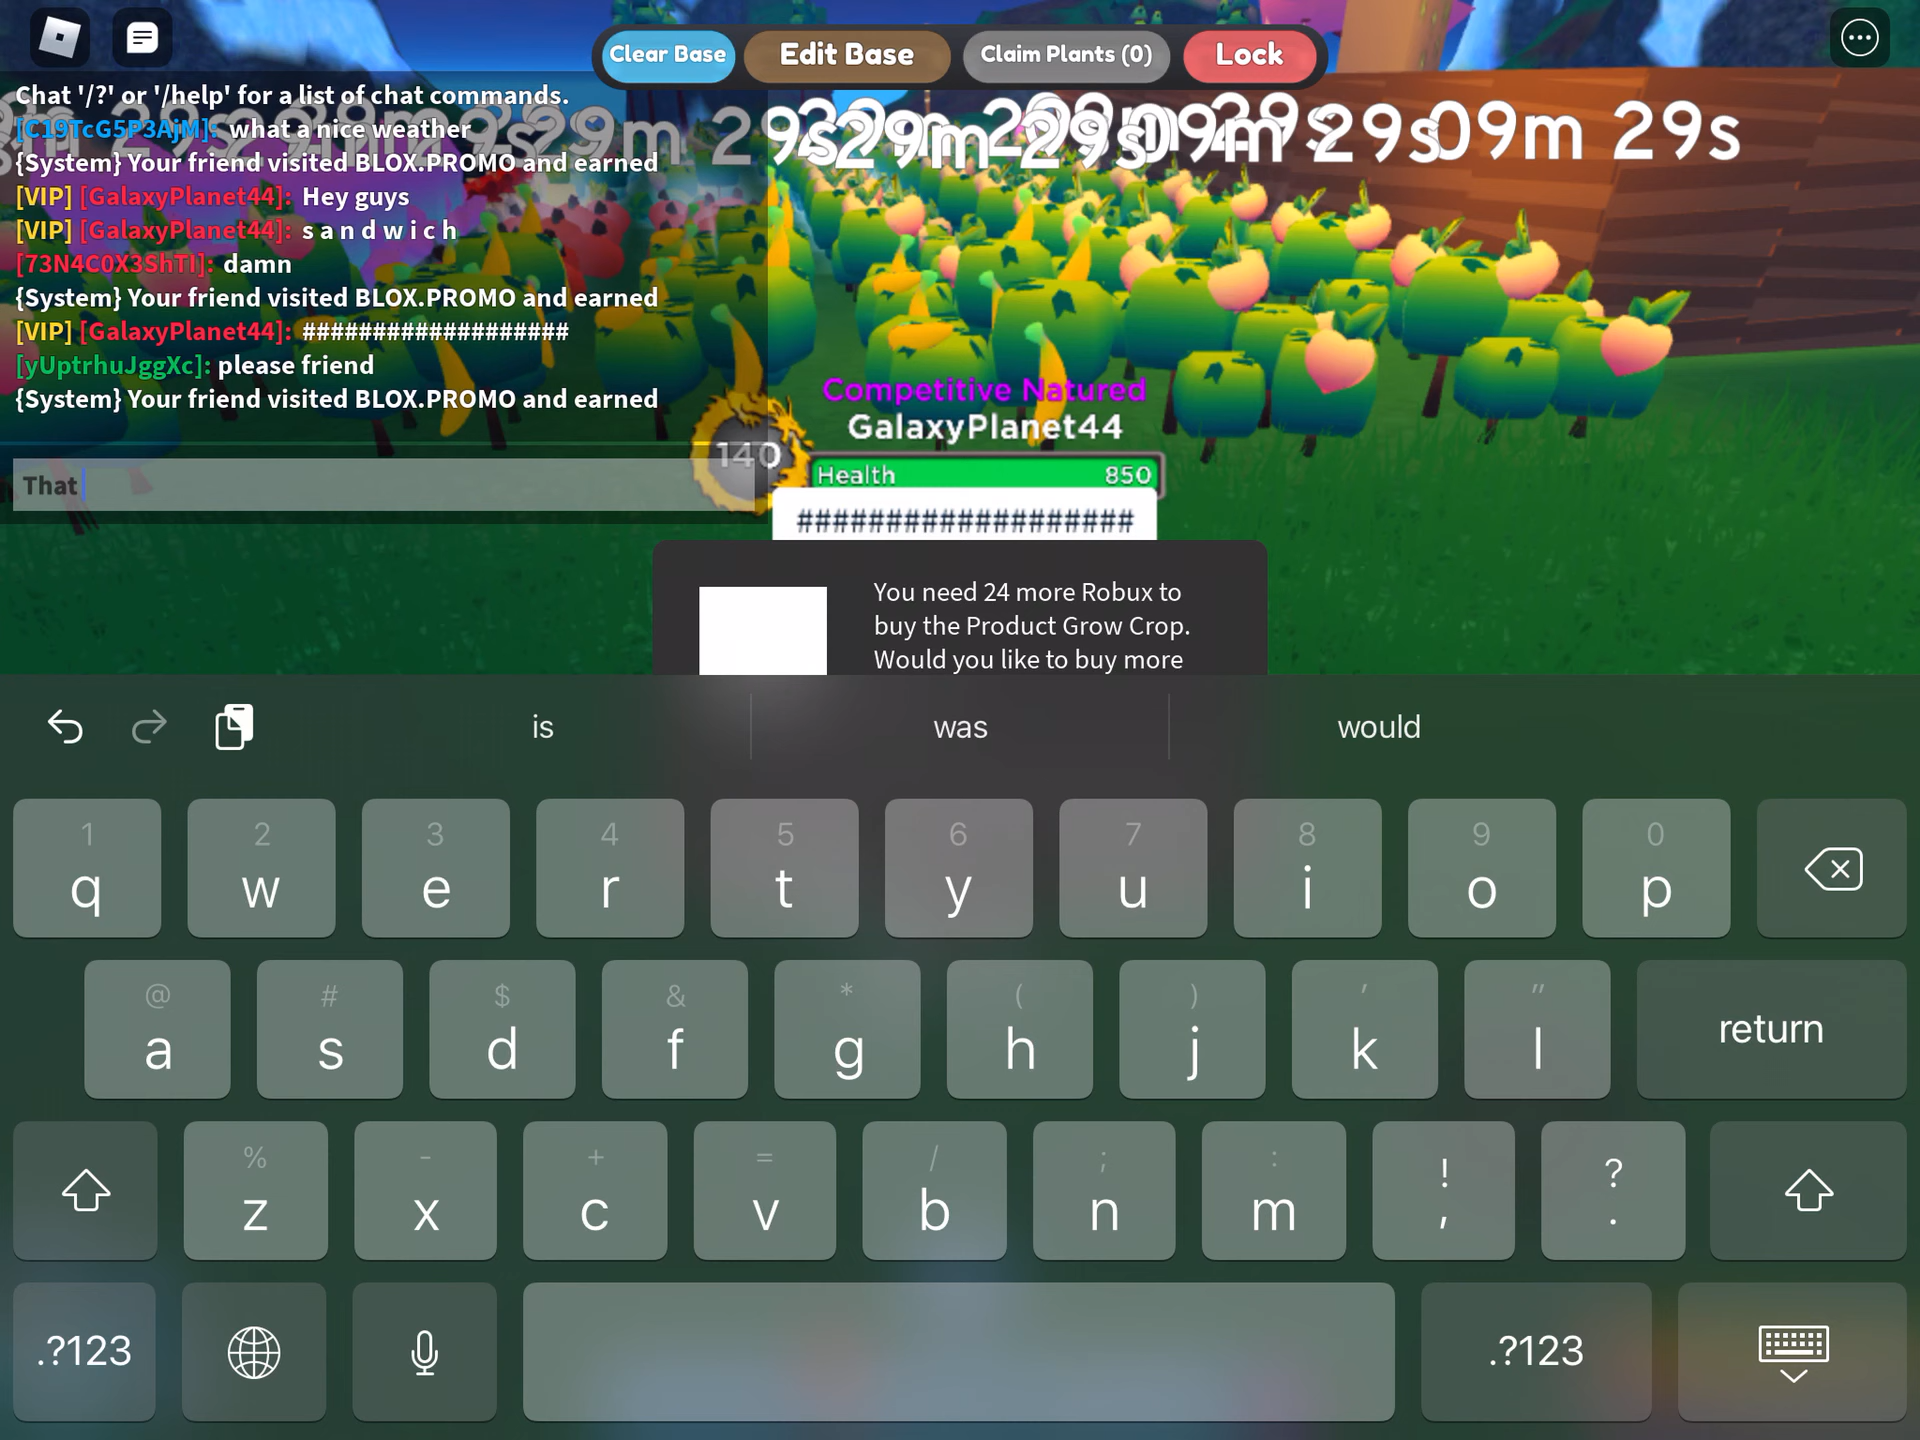 Clear Base
Edit Base
Claim Plants (0)
Lock
Chat '/?' or '/help' for a list of chat commands.
[C19TcG5P3AjM]: what a nice weather
{System} Your friend visited BLOX.PROMO and earned
[VIP] [GalaxyPlanet44]: Hey guys
[VIP] [GalaxyPlanet44]: s a n d w i c h
[73N4C0X3ShTI]: damn
{System} Your friend visited BLOX.PROMO and earned
[VIP] [GalaxyPlanet44]: ###################
[yUptrhuJggXc]: please friend
{System} Your friend visited BLOX.PROMO and earned
That
29m 29s 09m 29s
Competitive Natured
GalaxyPlanet44
140
Health 850
###################
You need 24 more Robux to
buy the Product Grow Crop.
Would you like to buy more
is was would
1 2 3 4 5 6 7 8 9 0
q w e r t y u i o p
@ # $ & * ( ) ' "
a s d f g h j k l return
% - + = / ; : ! ?
z x c v b n m , .
.?123 .?123